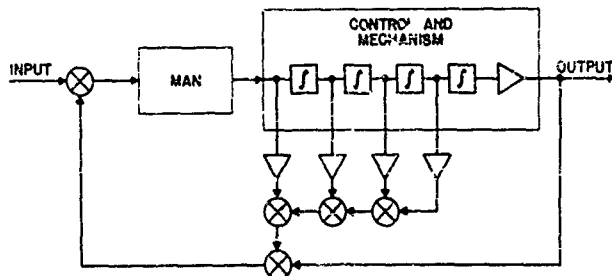 CONTROL AND
MECHANISM
INPUT
MAN
∫ ∫ ∫ ∫
OUTPUT